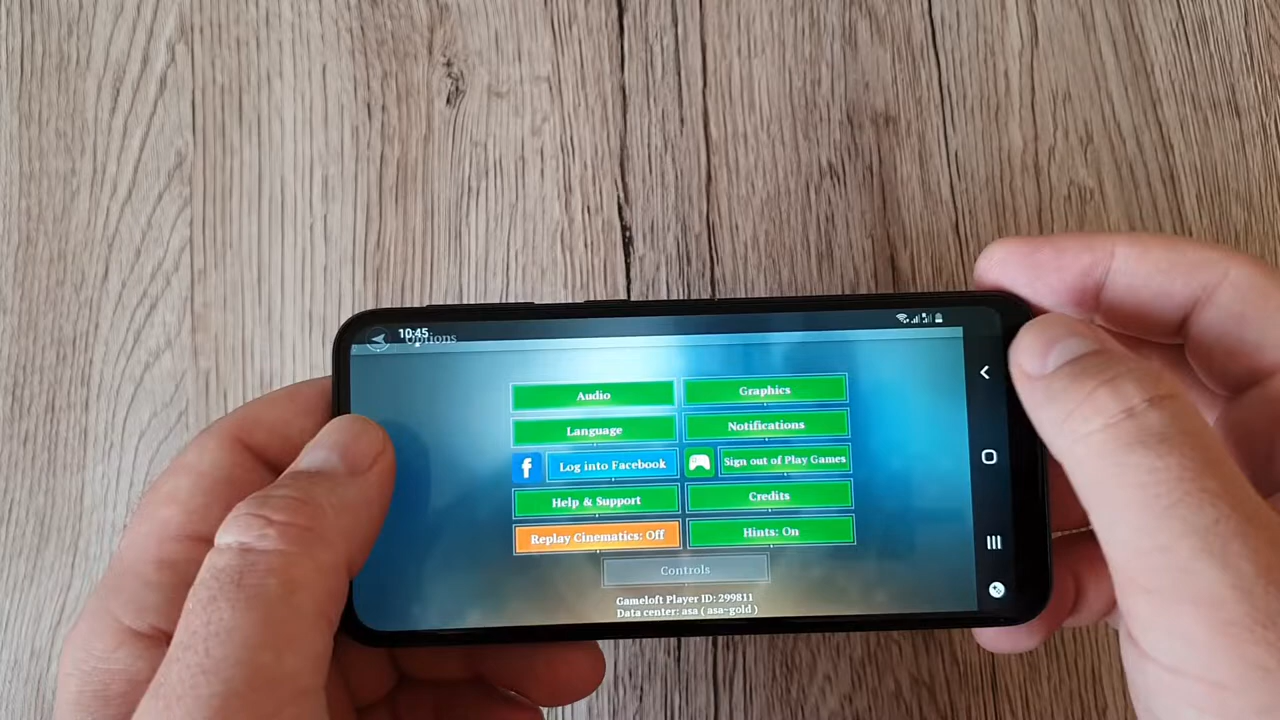 10:45
Options
Audio
Graphics
Language
Notifications
Log into Facebook
Sign out of Play Games
Help & Support
Credits
Replay Cinematics: Off
Hints: On
Controls
Gameloft Player ID: 299811
Data center: asa ( asa-gold )